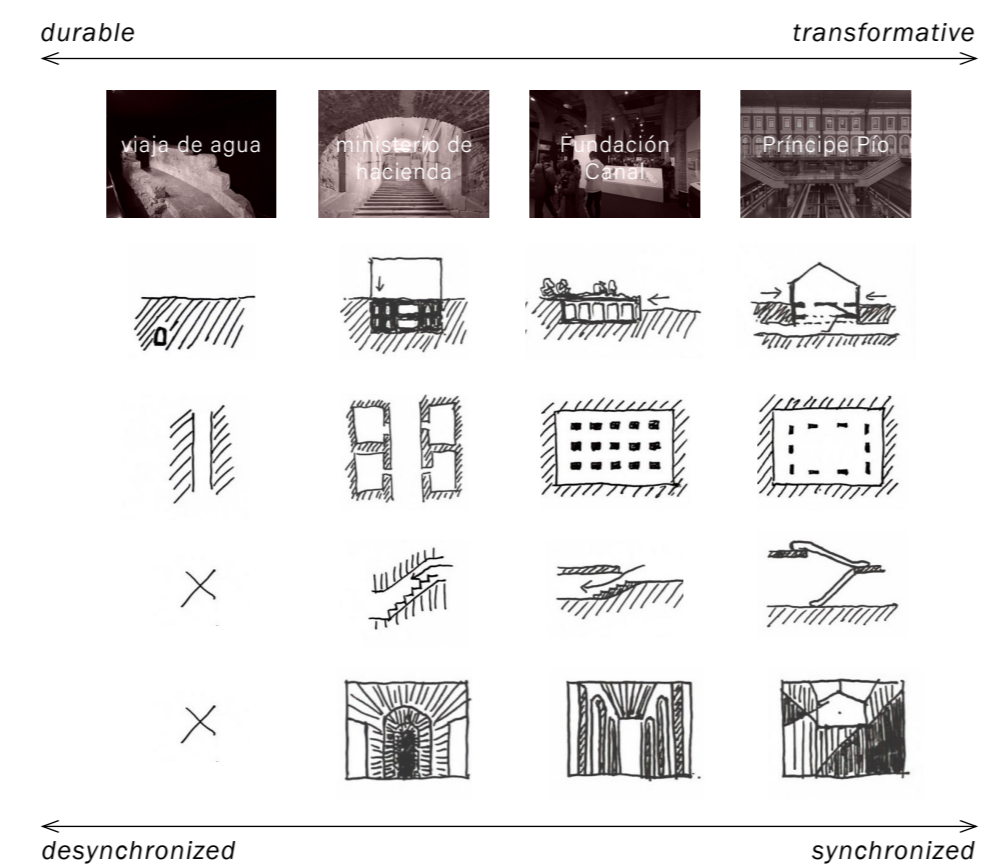 durable
transformative
viaja de agua
ministerio de
hacienda
Fundación
Canal
Príncipe Pío
desynchronized
synchronized